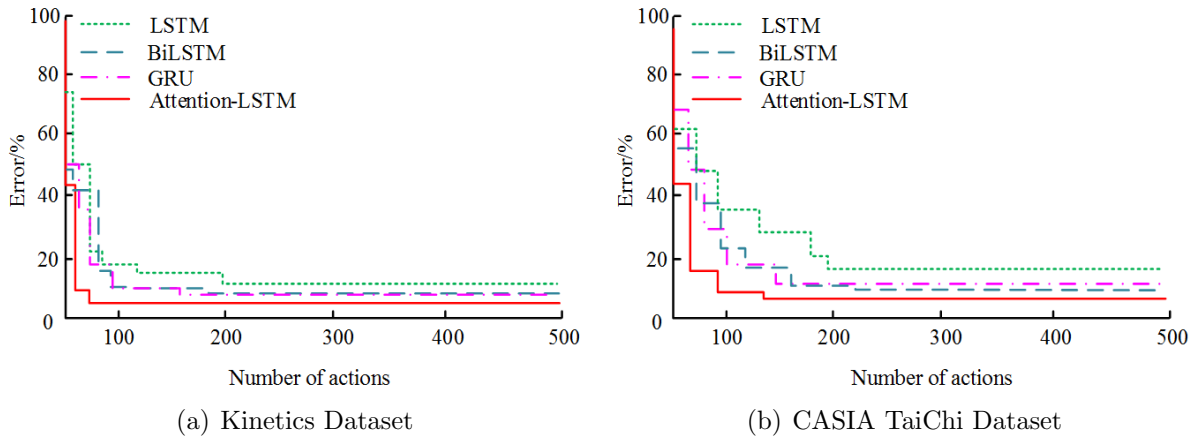 100
80
60
40
20
0
Error/%
LSTM
BiLSTM
GRU
Attention-LSTM
100
200
300
400
500
Number of actions
(a) Kinetics Dataset
100
80
60
40
20
0
Error/%
LSTM
BiLSTM
GRU
Attention-LSTM
100
200
300
400
500
Number of actions
(b) CASIA TaiChi Dataset